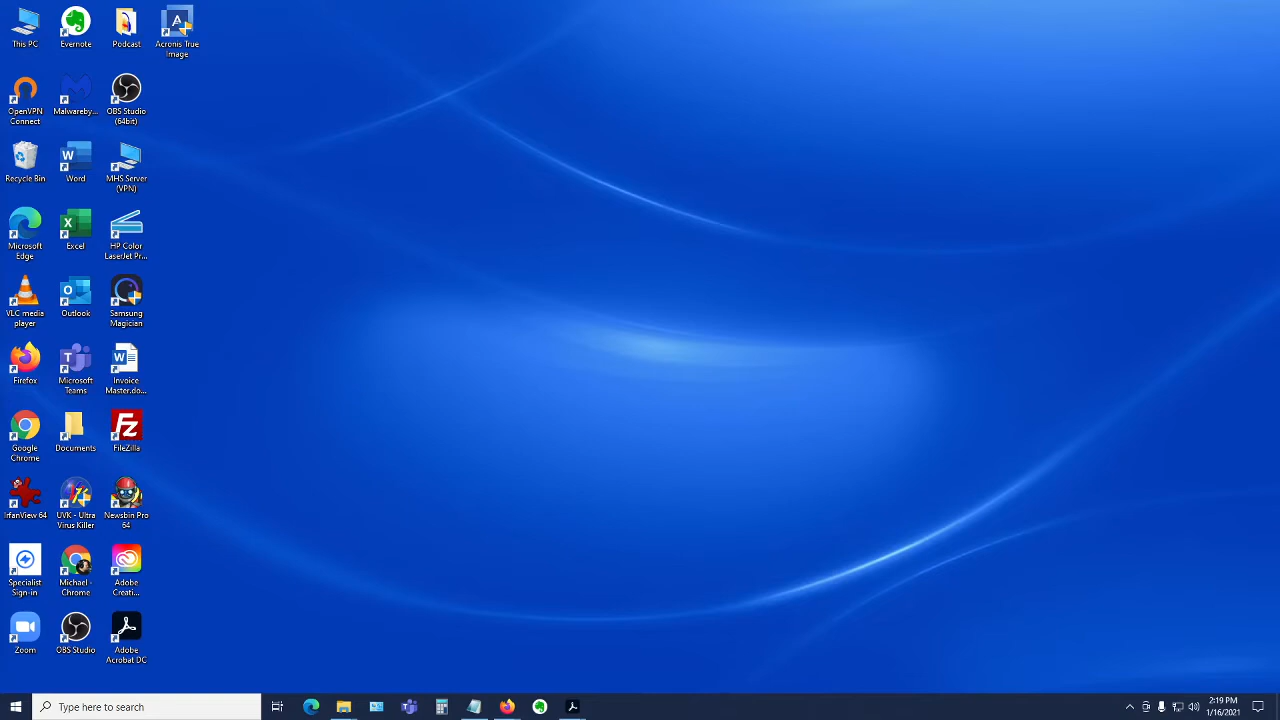 This PC
Evernote
Podcast
Acronis True
Image
OpenVPN
Connect
Malwareby...
OBS Studio
(64bit)
Recycle Bin
Word
MHS Server
(VPN)
Microsoft
Edge
Excel
HP Color
LaserJet Pr...
VLC media
player
Outlook
Samsung
Magician
Firefox
Microsoft
Teams
Invoice
Master.do...
Google
Chrome
Documents
FileZilla
IrfanView 64
UVK - Ultra
Virus Killer
Newsbin Pro
64
Specialist
Sign-in
Michael -
Chrome
Adobe
Creati...
Zoom
OBS Studio
Adobe
Acrobat DC
Type here to search
2:19 PM
1/16/2021